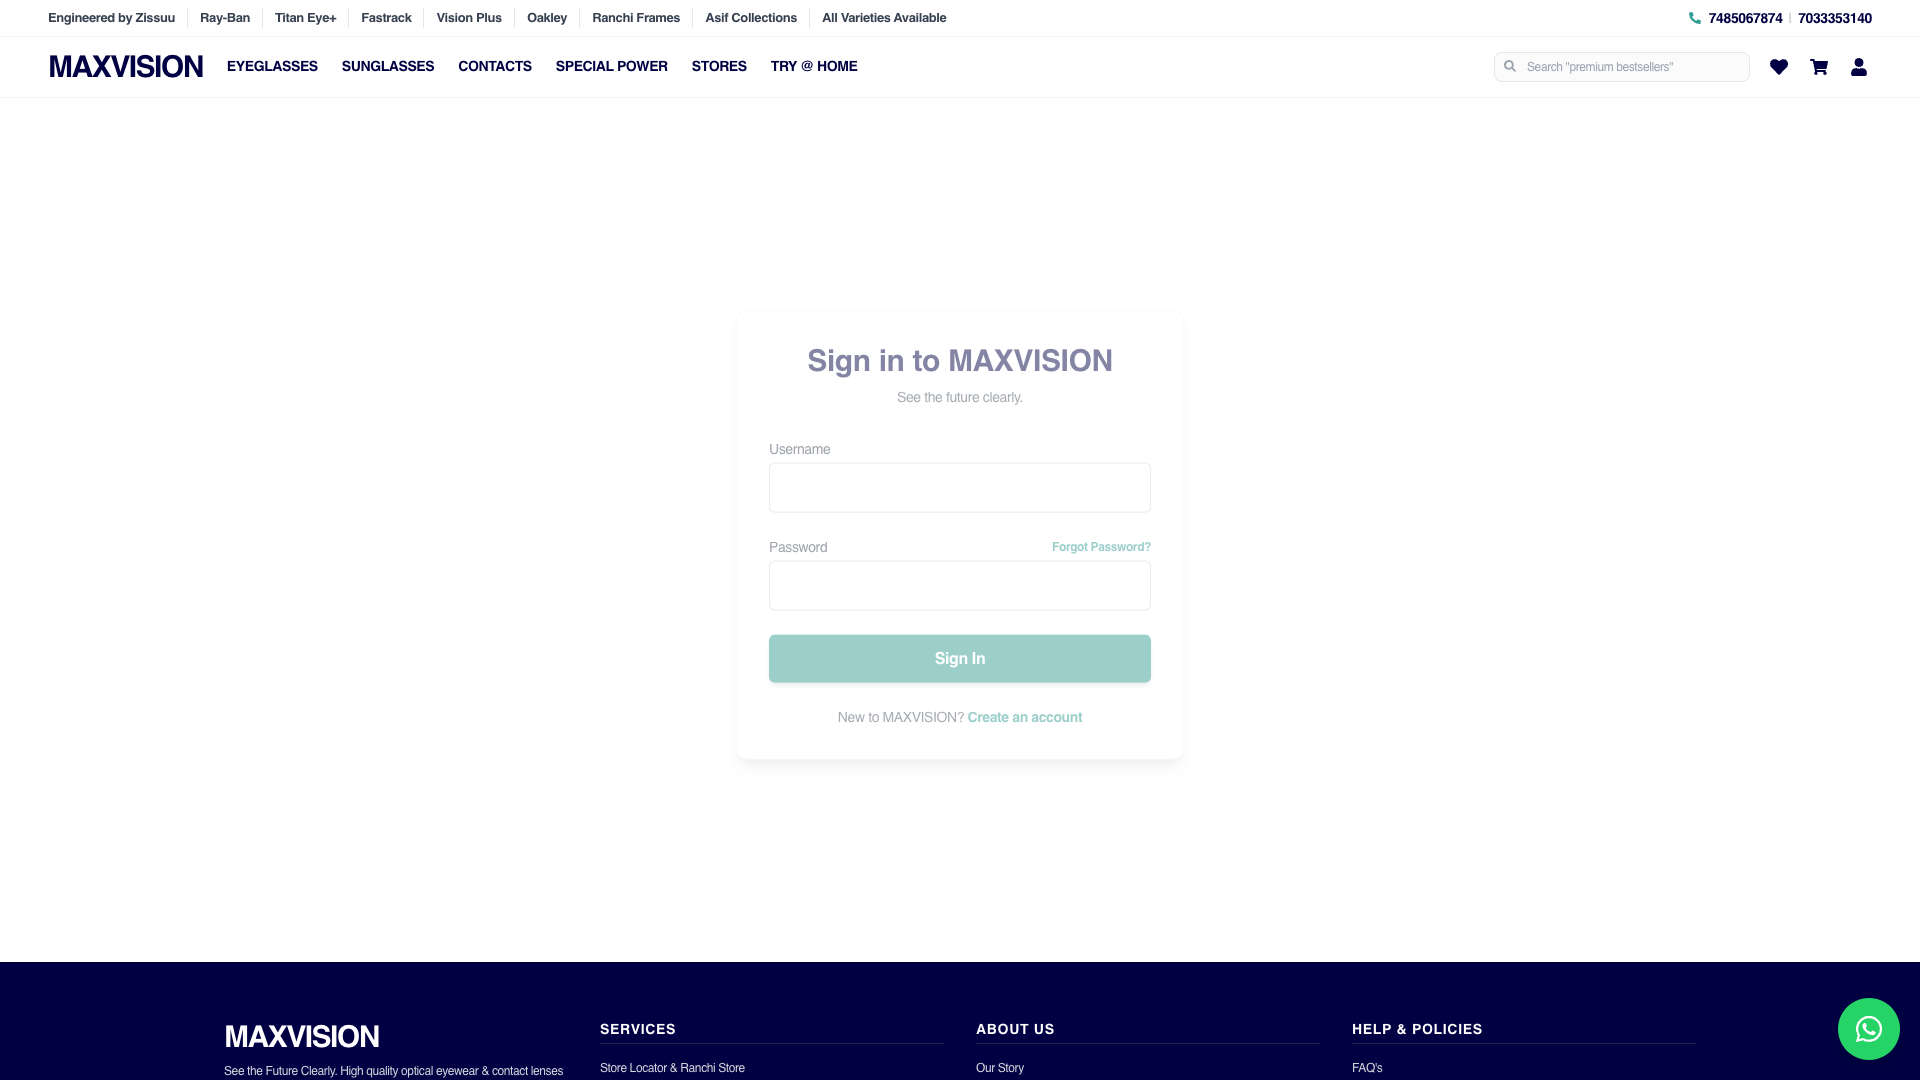 Engineered by Zissuu
Ray-Ban
Titan Eye+
Fastrack
Vision Plus
Oakley
Ranchi Frames
Asif Collections
All Varieties Available
7485067874 | 7033353140
MAXVISION
EYEGLASSES
SUNGLASSES
CONTACTS
SPECIAL POWER
STORES
TRY @ HOME
Search "premium bestsellers"
Sign in to MAXVISION
See the future clearly.
Username
Password
Forgot Password?
Sign In
New to MAXVISION? Create an account
MAXVISION
See the Future Clearly. High quality optical eyewear & contact lenses
SERVICES
Store Locator & Ranchi Store
ABOUT US
Our Story
HELP & POLICIES
FAQ's